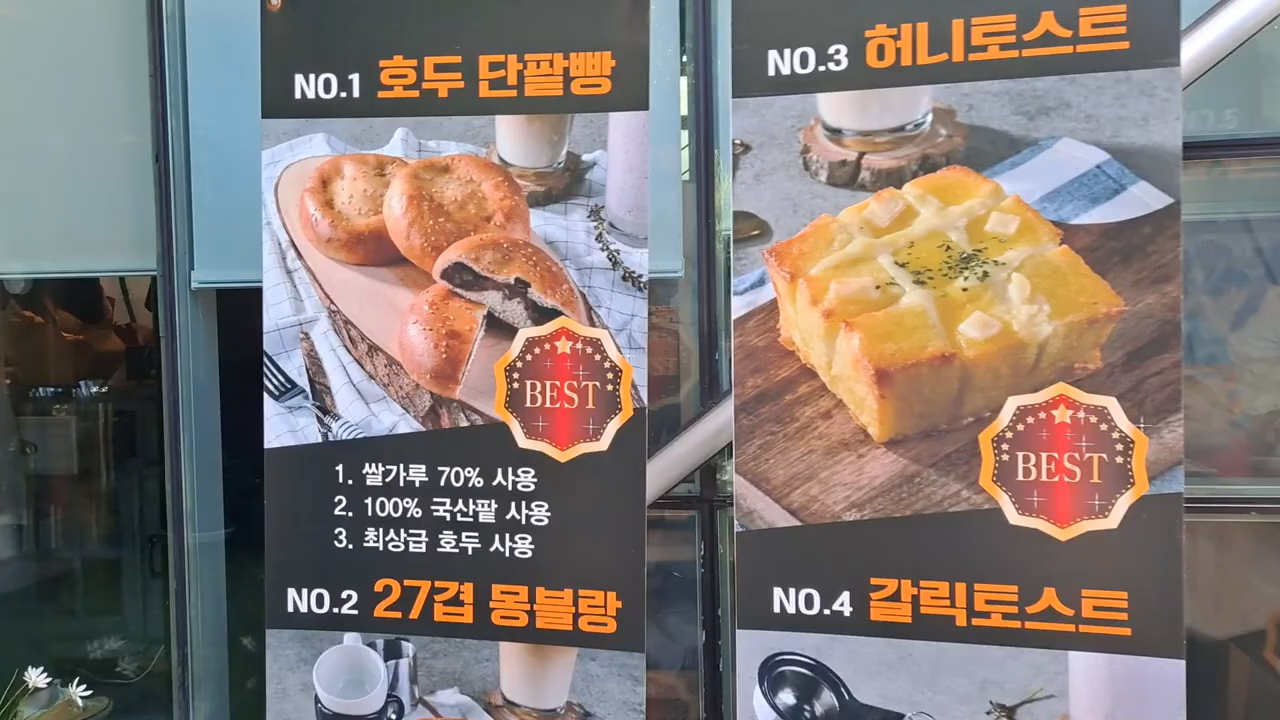 NO.1 호두 단팥빵
BEST
1. 쌀가루 70% 사용
2. 100% 국산팥 사용
3. 최상급 호두 사용
NO.2 27겹 몽블랑
NO.3 허니토스트
BEST
NO.4 갈릭토스트
NO.5